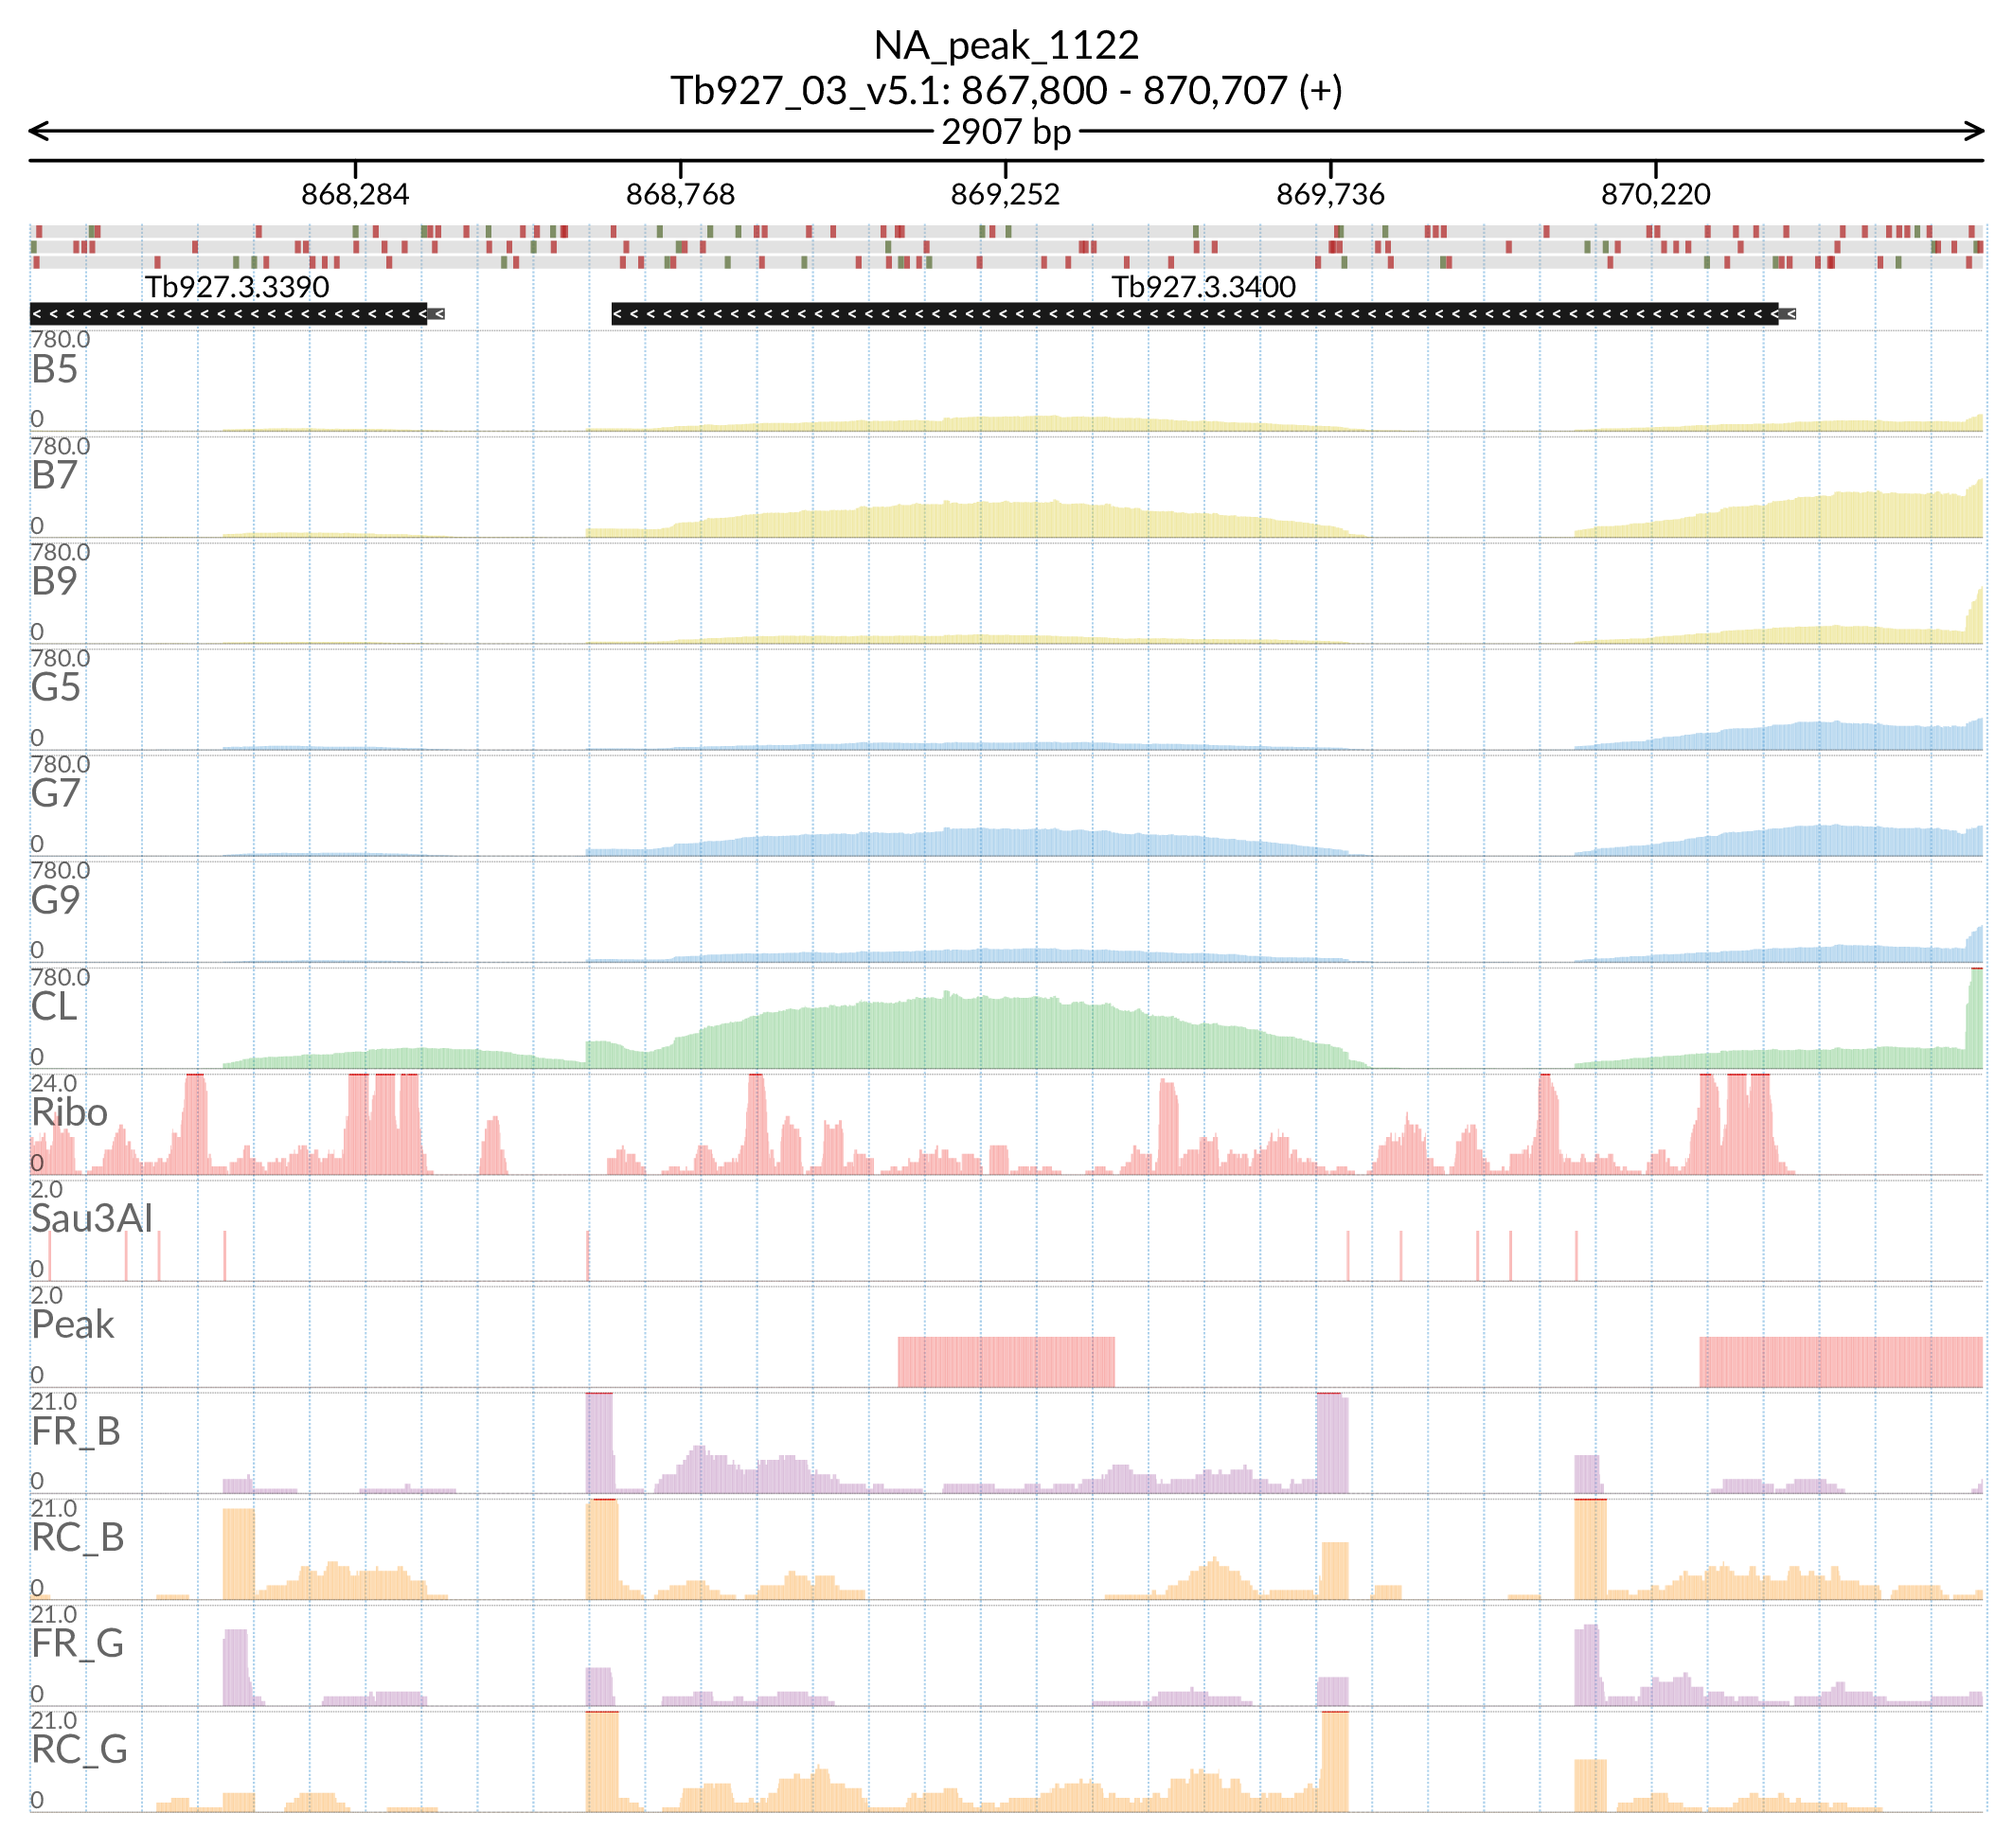 NA_peak_1122
Tb927_03_v5.1: 867,800 - 870,707 (+)
2907 bp
868,284 868,768 869,252 869,736 870,220
Tb927.3.3390 Tb927.3.3400
780.0
B5
0
780.0
B7
0
780.0
B9
0
780.0
G5
0
780.0
G7
0
780.0
G9
0
780.0
CL
0
24.0
Ribo
0
2.0
Sau3AI
0
2.0
Peak
0
21.0
FR_B
0
21.0
RC_B
0
21.0
FR_G
0
21.0
RC_G
0